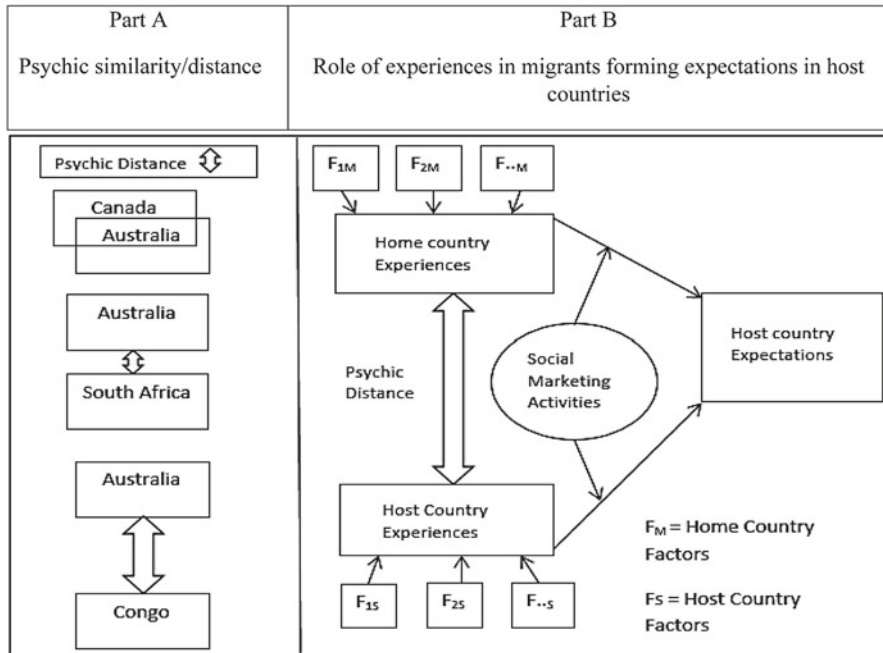 Part A
Psychic similarity/distance
Part B
Role of experiences in migrants forming expectations in host
countries
Psychic Distance
Canada
Australia
Australia
South Africa
Australia
Congo
F1M
F2M
F..M
Home country
Experiences
Psychic
Distance
Social
Marketing
Activities
Host country
Expectations
Host Country
Experiences
F1S
F2S
F..S
FM = Home Country
Factors
Fs = Host Country
Factors